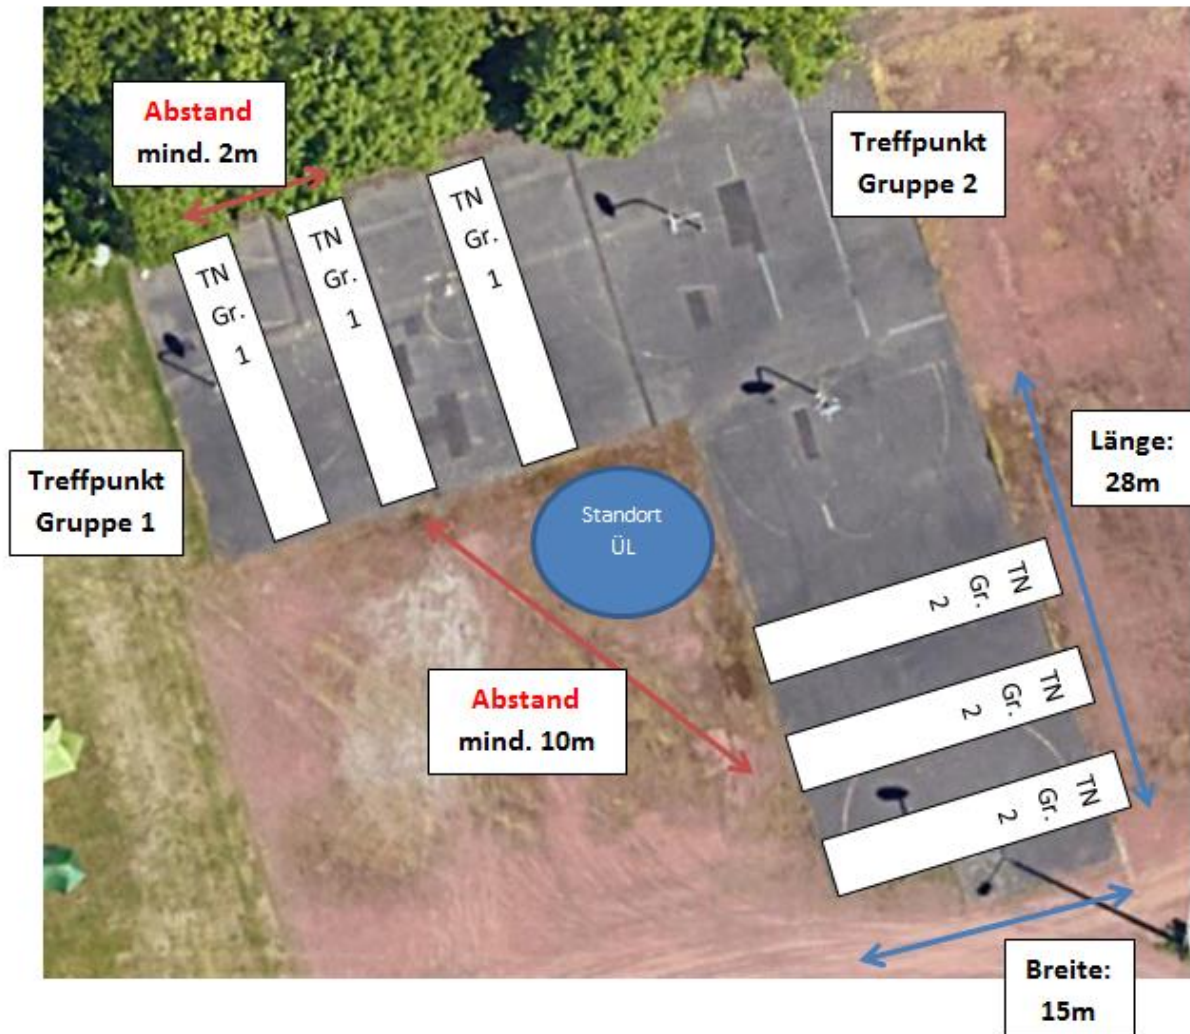 Abstand
mind. 2m
Treffpunkt
Gruppe 2
TN
Gr.
1
TN
Gr.
1
TN
Gr.
1
Länge:
28m
Treffpunkt
Gruppe 1
Standort
ÜL
TN
Gr.
2
TN
Gr.
2
TN
Gr.
2
Abstand
mind. 10m
Breite:
15m